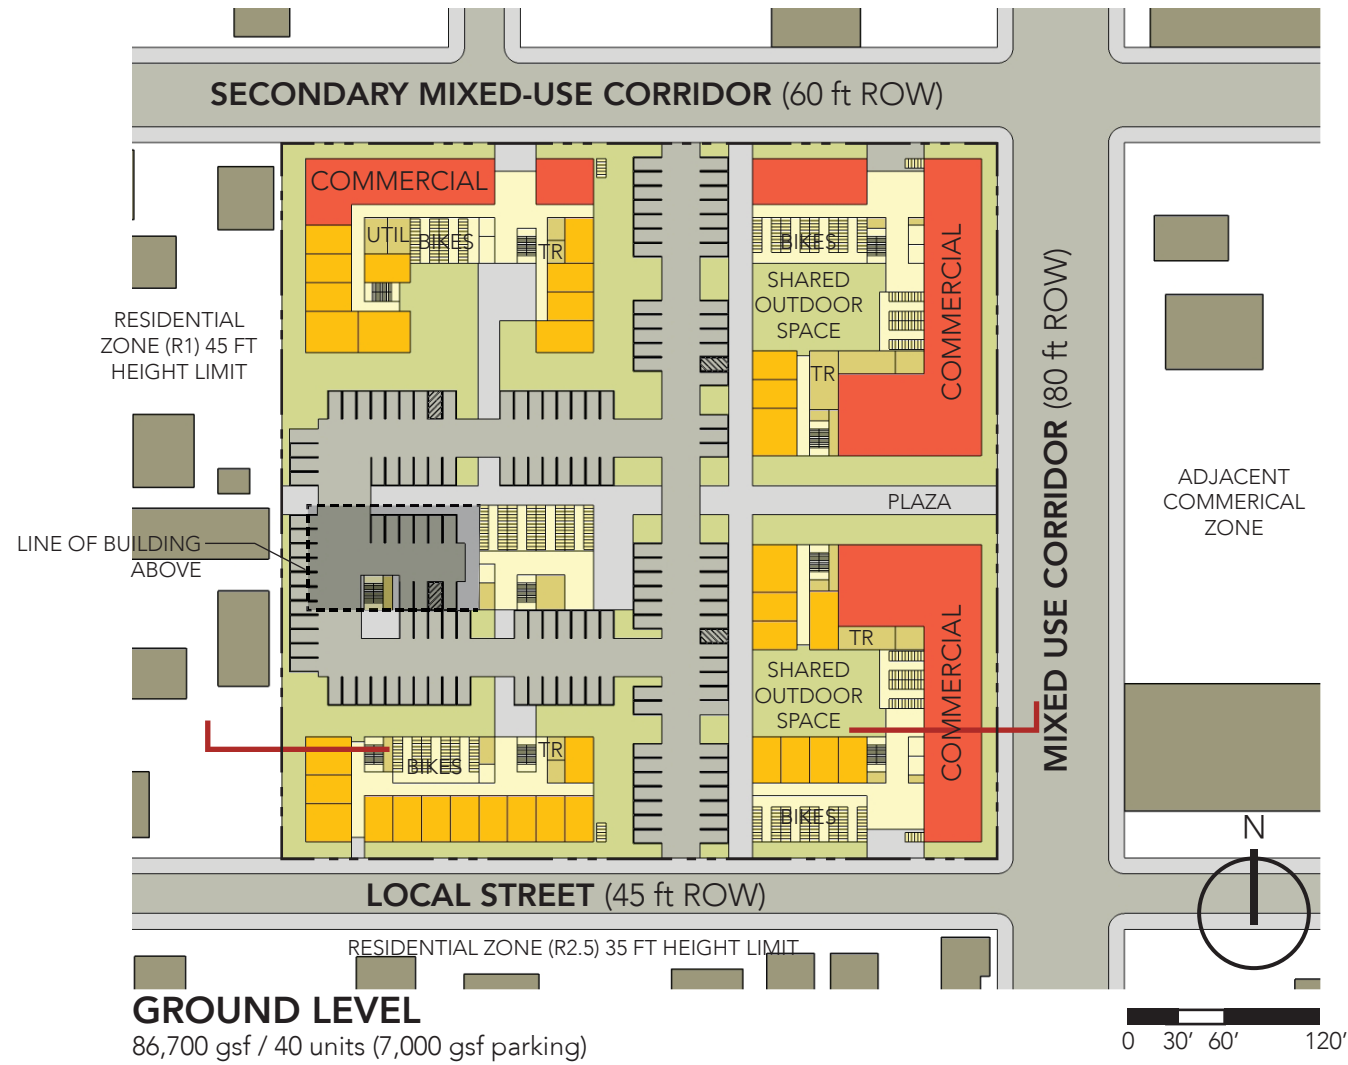 SECONDARY MIXED-USE CORRIDOR (60 ft ROW)
COMMERCIAL
UTIL
BIKES
TR
BIKES
SHARED
OUTDOOR
SPACE
TR
COMMERCIAL
MIXED USE CORRIDOR (80 ft ROW)
RESIDENTIAL
ZONE (R1) 45 FT
HEIGHT LIMIT
ADJACENT
COMMERICAL
ZONE
PLAZA
LINE OF BUILDING
ABOVE
TR
SHARED
OUTDOOR
SPACE
COMMERCIAL
BIKES
TR
BIKES
N
LOCAL STREET (45 ft ROW)
RESIDENTIAL ZONE (R2.5) 35 FT HEIGHT LIMIT
GROUND LEVEL
86,700 gsf / 40 units (7,000 gsf parking)
0 30' 60' 120'